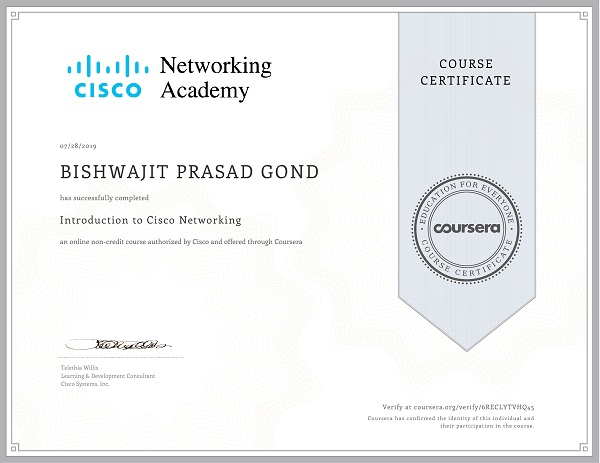 CISCO
Networking
Academy
COURSE
CERTIFICATE
07/28/2019
BISHWAJIT PRASAD GOND
has successfully completed
Introduction to Cisco Networking
an online non-credit course authorized by Cisco and offered through Coursera
EDUCATION FOR EVERYONE
coursera
COURSE CERTIFICATE
Telethia Willis
Learning & Development Consultant
Cisco Systems, Inc.
Verify at coursera.org/verify/6RECLYTVHQ45
Coursera has confirmed the identity of this individual and
their participation in the course.